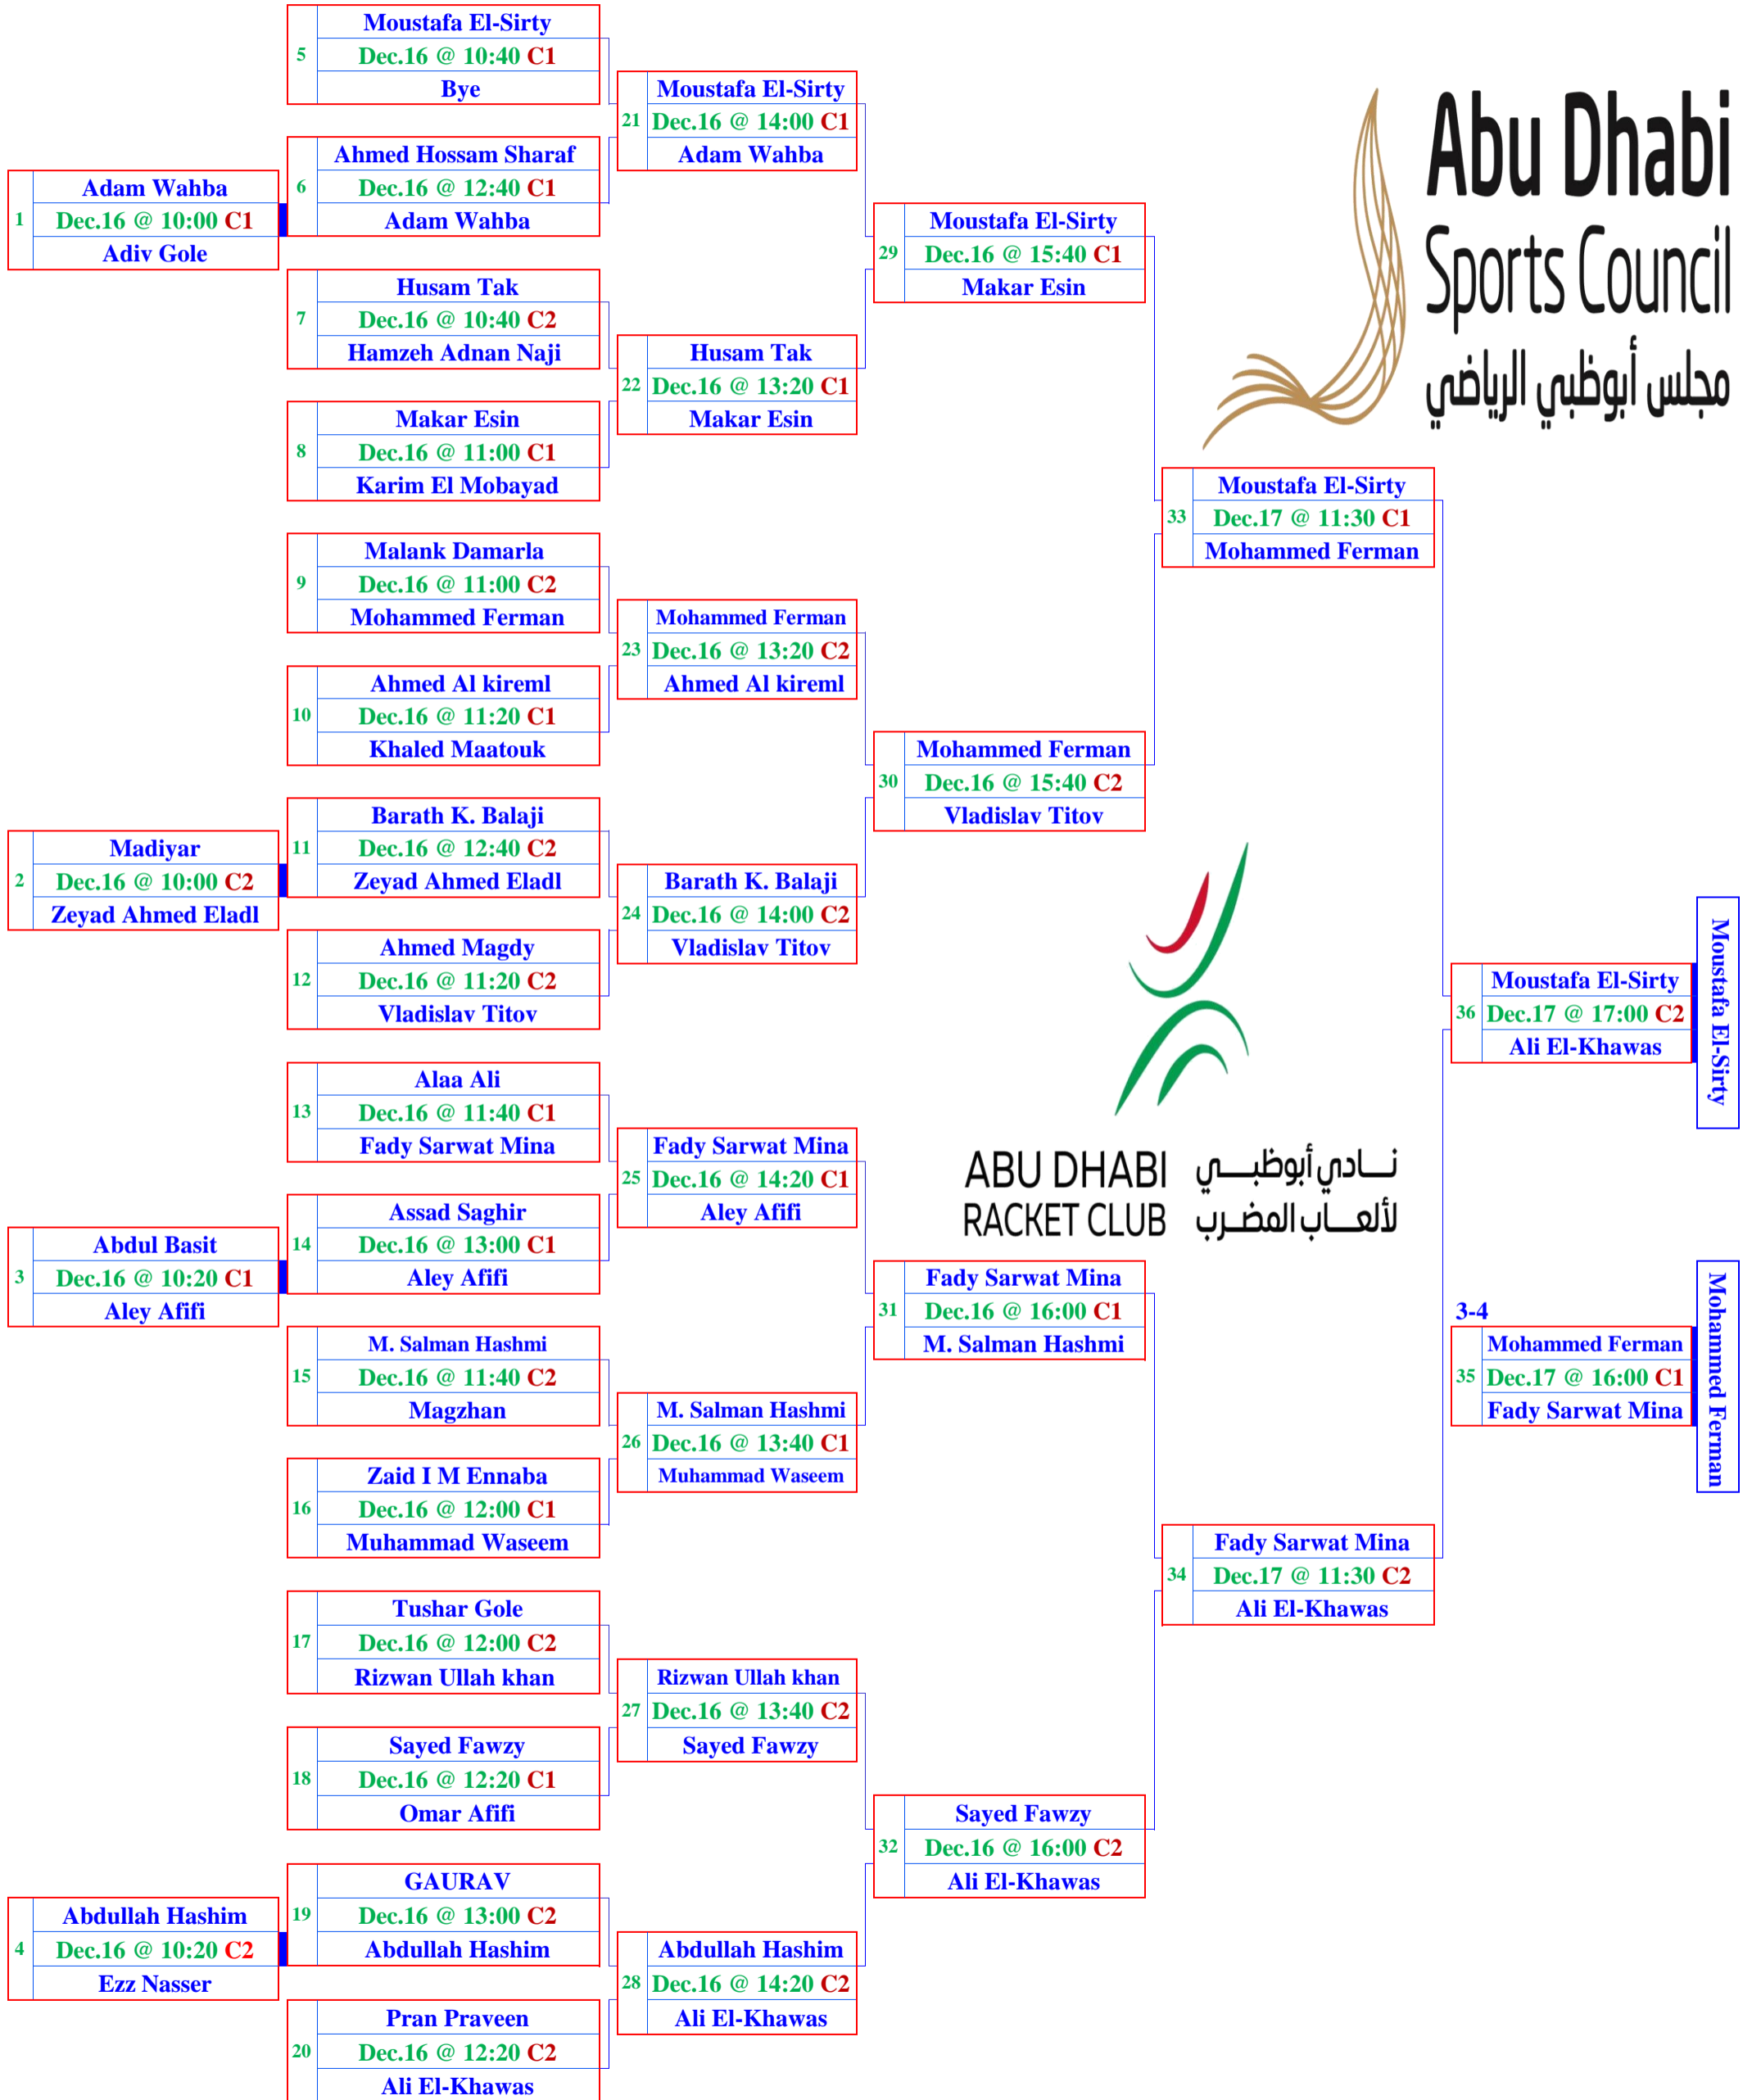 1
Adam Wahba
Dec.16 @ 10:00 C1
Adiv Gole
2
Madiyar
Dec.16 @ 10:00 C2
Zeyad Ahmed Eladl
3
Abdul Basit
Dec.16 @ 10:20 C1
Aley Afifi
4
Abdullah Hashim
Dec.16 @ 10:20 C2
Ezz Nasser
5
Moustafa El-Sirty
Dec.16 @ 10:40 C1
Bye
6
Ahmed Hossam Sharaf
Dec.16 @ 12:40 C1
Adam Wahba
7
Husam Tak
Dec.16 @ 10:40 C2
Hamzeh Adnan Naji
8
Makar Esin
Dec.16 @ 11:00 C1
Karim El Mobayad
9
Malank Damarla
Dec.16 @ 11:00 C2
Mohammed Ferman
10
Ahmed Al kireml
Dec.16 @ 11:20 C1
Khaled Maatouk
11
Barath K. Balaji
Dec.16 @ 12:40 C2
Zeyad Ahmed Eladl
12
Ahmed Magdy
Dec.16 @ 11:20 C2
Vladislav Titov
13
Alaa Ali
Dec.16 @ 11:40 C1
Fady Sarwat Mina
14
Assad Saghir
Dec.16 @ 13:00 C1
Aley Afifi
15
M. Salman Hashmi
Dec.16 @ 11:40 C2
Magzhan
16
Zaid I M Ennaba
Dec.16 @ 12:00 C1
Muhammad Waseem
17
Tushar Gole
Dec.16 @ 12:00 C2
Rizwan Ullah khan
18
Sayed Fawzy
Dec.16 @ 12:20 C1
Omar Afifi
19
GAURAV
Dec.16 @ 13:00 C2
Abdullah Hashim
20
Pran Praveen
Dec.16 @ 12:20 C2
Ali El-Khawas
21
Moustafa El-Sirty
Dec.16 @ 14:00 C1
Adam Wahba
22
Husam Tak
Dec.16 @ 13:20 C1
Makar Esin
23
Mohammed Ferman
Dec.16 @ 13:20 C2
Ahmed Al kireml
24
Barath K. Balaji
Dec.16 @ 14:00 C2
Vladislav Titov
25
Fady Sarwat Mina
Dec.16 @ 14:20 C1
Aley Afifi
26
M. Salman Hashmi
Dec.16 @ 13:40 C1
Muhammad Waseem
27
Rizwan Ullah khan
Dec.16 @ 13:40 C2
Sayed Fawzy
28
Abdullah Hashim
Dec.16 @ 14:20 C2
Ali El-Khawas
29
Moustafa El-Sirty
Dec.16 @ 15:40 C1
Makar Esin
30
Mohammed Ferman
Dec.16 @ 15:40 C2
Vladislav Titov
31
Fady Sarwat Mina
Dec.16 @ 16:00 C1
M. Salman Hashmi
32
Sayed Fawzy
Dec.16 @ 16:00 C2
Ali El-Khawas
33
Moustafa El-Sirty
Dec.17 @ 11:30 C1
Mohammed Ferman
34
Fady Sarwat Mina
Dec.17 @ 11:30 C2
Ali El-Khawas
36
Moustafa El-Sirty
Dec.17 @ 17:00 C2
Ali El-Khawas
Moustafa El-Sirty
3-4
35
Mohammed Ferman
Dec.17 @ 16:00 C1
Fady Sarwat Mina
Mohammed Ferman
Abu Dhabi
Sports Council
مجلس أبوظبي الرياضي
ABU DHABI
RACKET CLUB
نادي أبوظبي
لألعاب المضرب